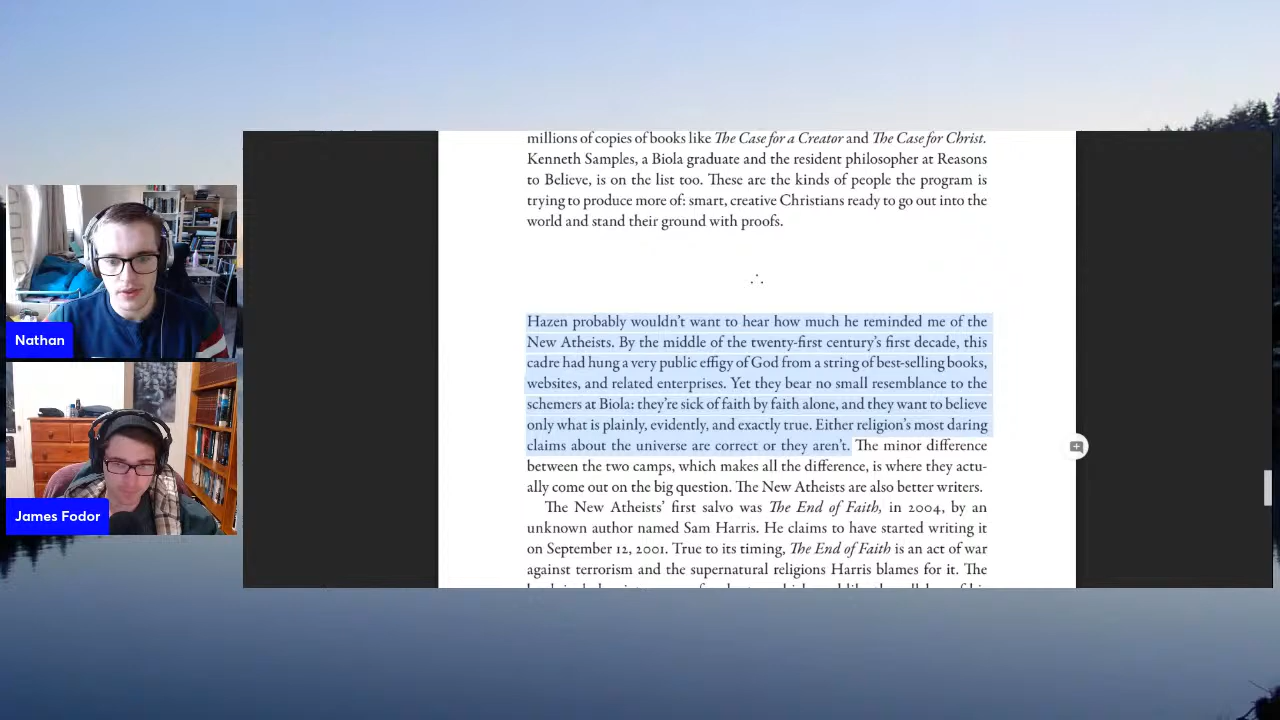 millions of copies of books like The Case for a Creator and The Case for Christ.
Kenneth Samples, a Biola graduate and the resident philosopher at Reasons
to Believe, is on the list too. These are the kinds of people the program is
trying to produce more of: smart, creative Christians ready to go out into the
world and stand their ground with proofs.
∴
Hazen probably wouldn't want to hear how much he reminded me of the
New Atheists. By the middle of the twenty-first century's first decade, this
cadre had hung a very public effigy of God from a string of best-selling books,
websites, and related enterprises. Yet they bear no small resemblance to the
schemers at Biola: they're sick of faith by faith alone, and they want to believe
only what is plainly, evidently, and exactly true. Either religion's most daring
claims about the universe are correct or they aren't. The minor difference
between the two camps, which makes all the difference, is where they actu-
ally come out on the big question. The New Atheists are also better writers.
The New Atheists' first salvo was The End of Faith, in 2004, by an
unknown author named Sam Harris. He claims to have started writing it
on September 12, 2001. True to its timing, The End of Faith is an act of war
against terrorism and the supernatural religions Harris blames for it. The
Nathan
James Fodor